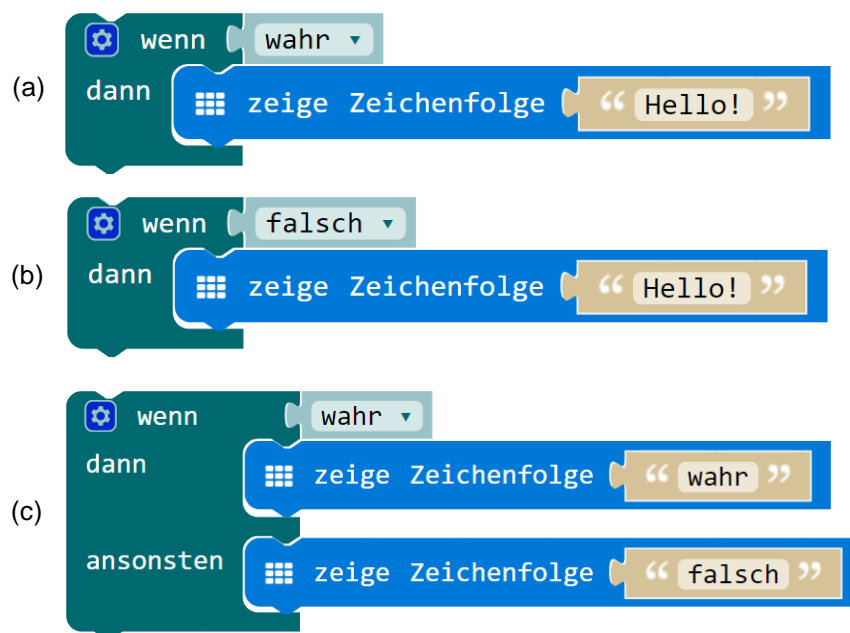 (a)
wenn wahr
dann zeige Zeichenfolge “ Hello! ”
(b)
wenn falsch
dann zeige Zeichenfolge “ Hello! ”
(c)
wenn wahr
dann zeige Zeichenfolge “ wahr ”
ansonsten zeige Zeichenfolge “ falsch ”